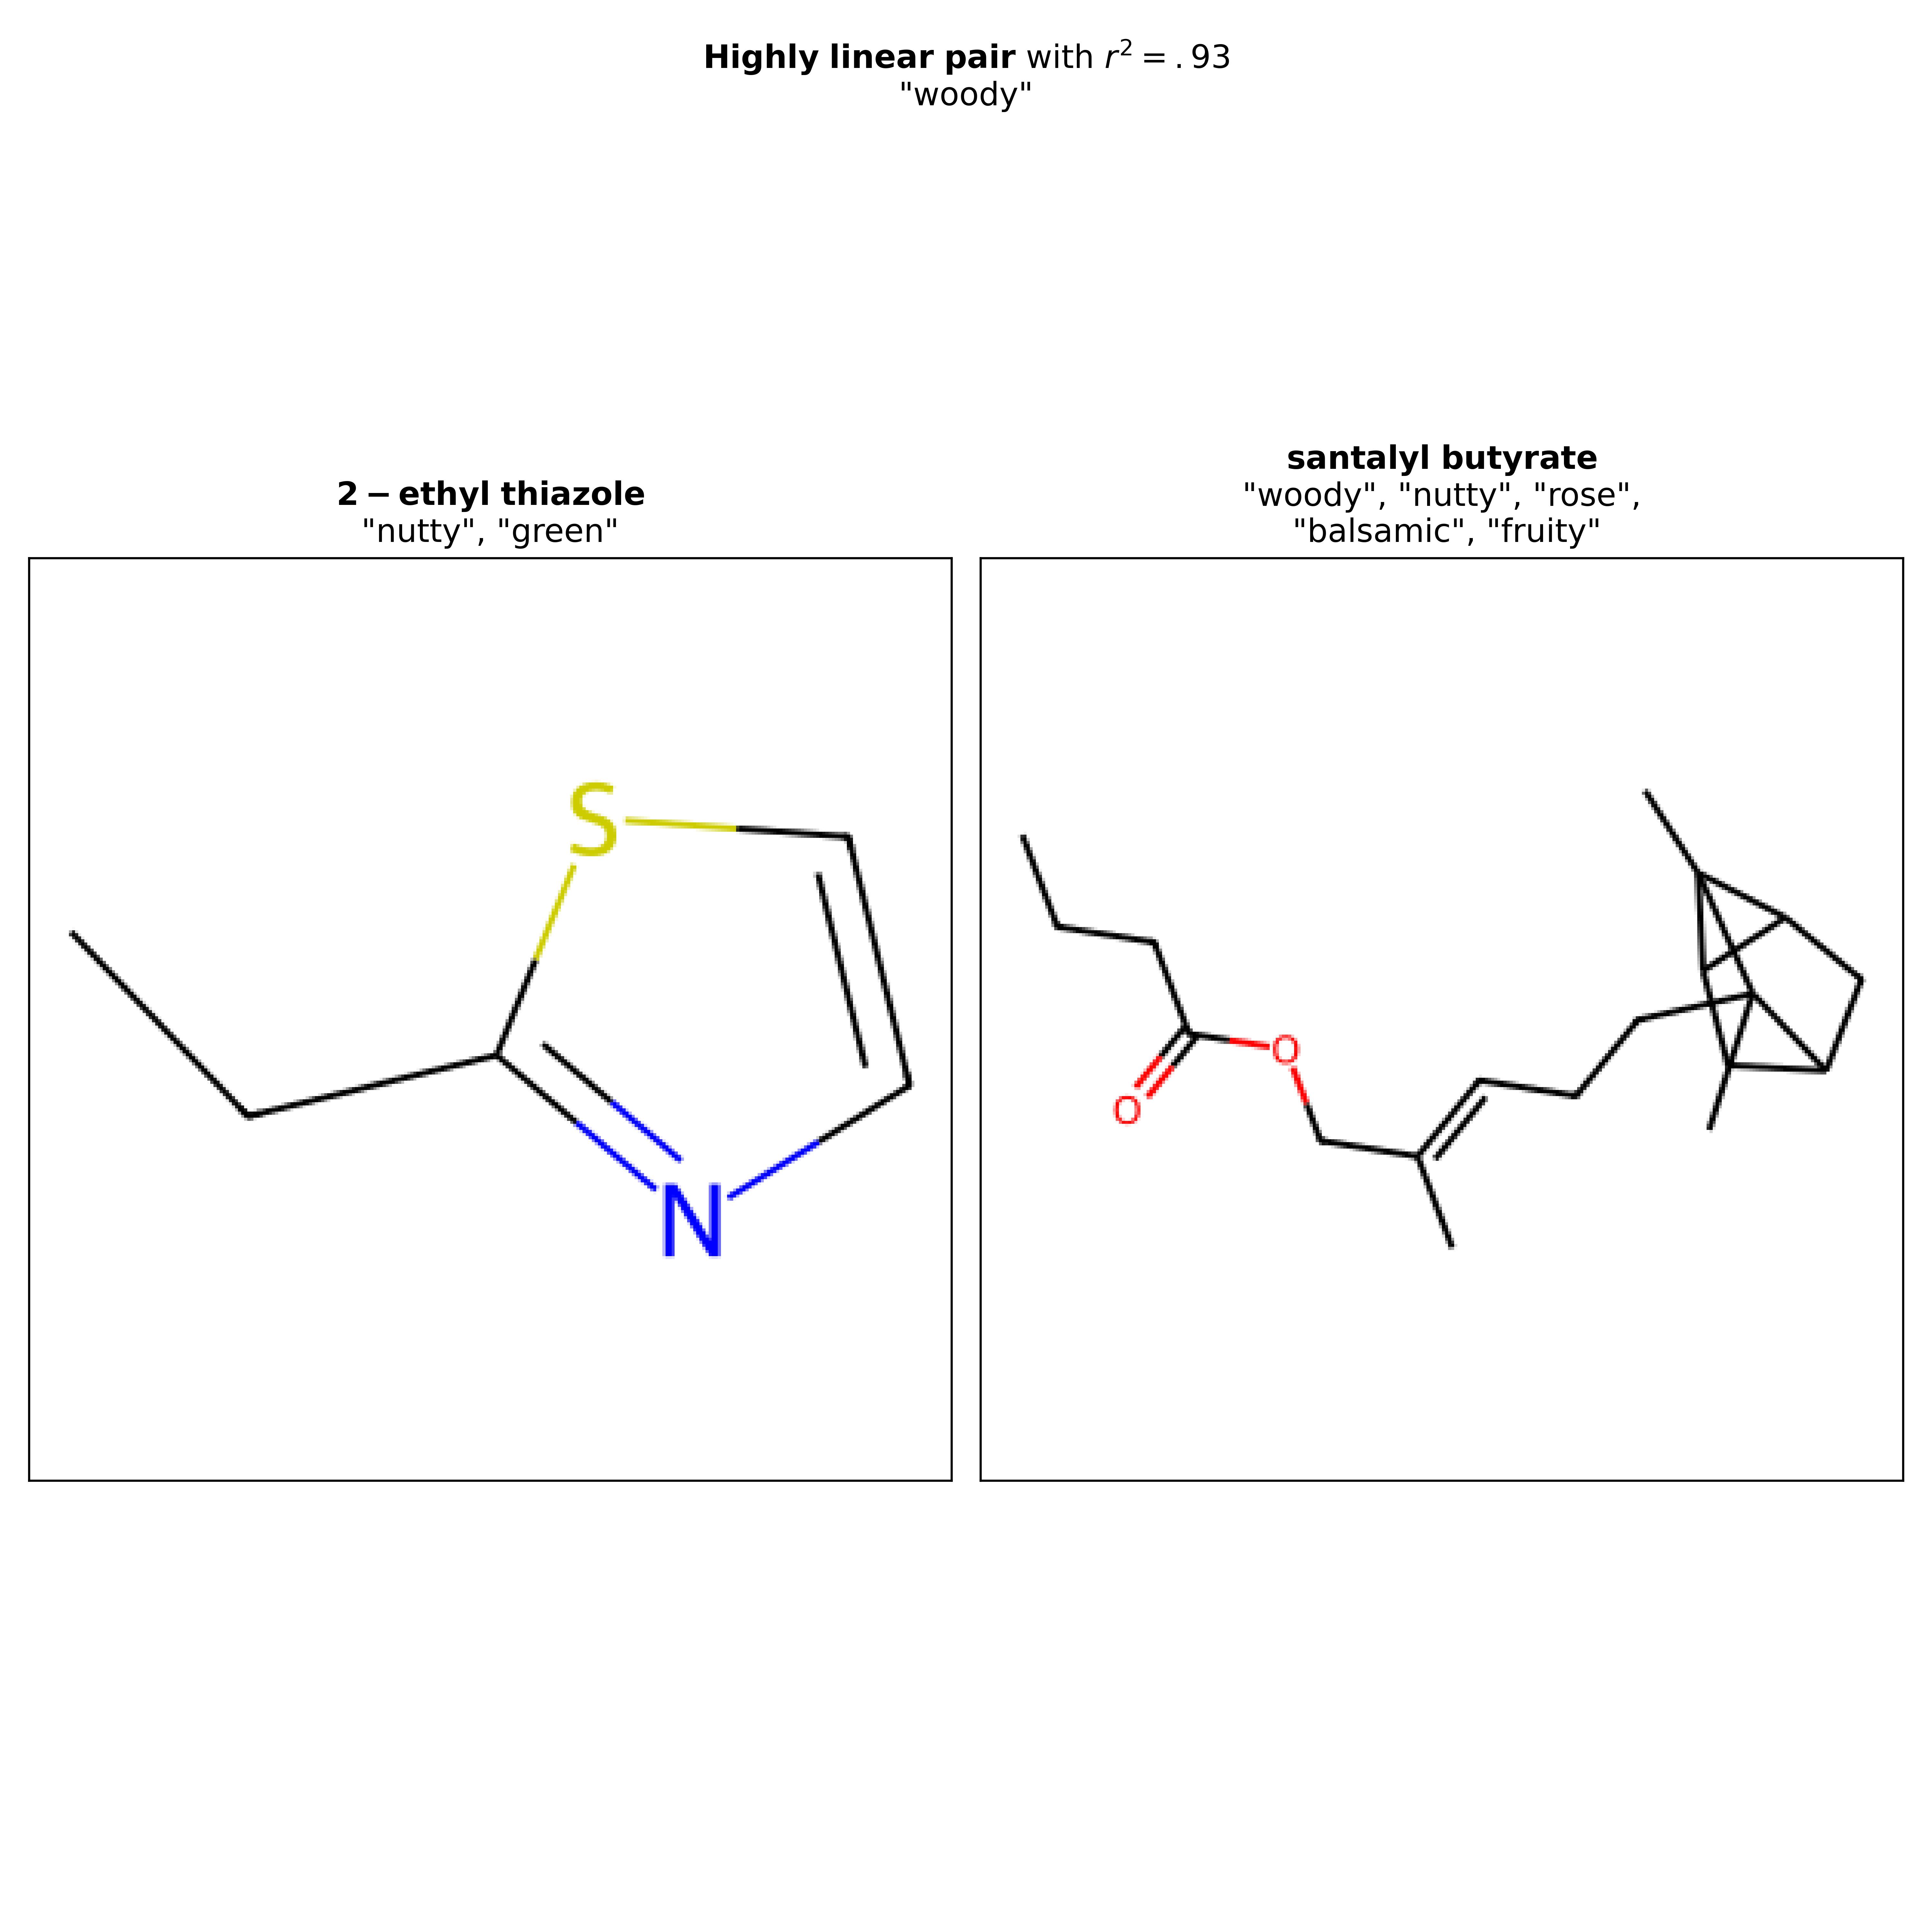 Highly linear pair with r² = .93
"woody"
2 − ethyl thiazole
"nutty", "green"
santalyl butyrate
"woody", "nutty", "rose",
"balsamic", "fruity"
S
N
O
O